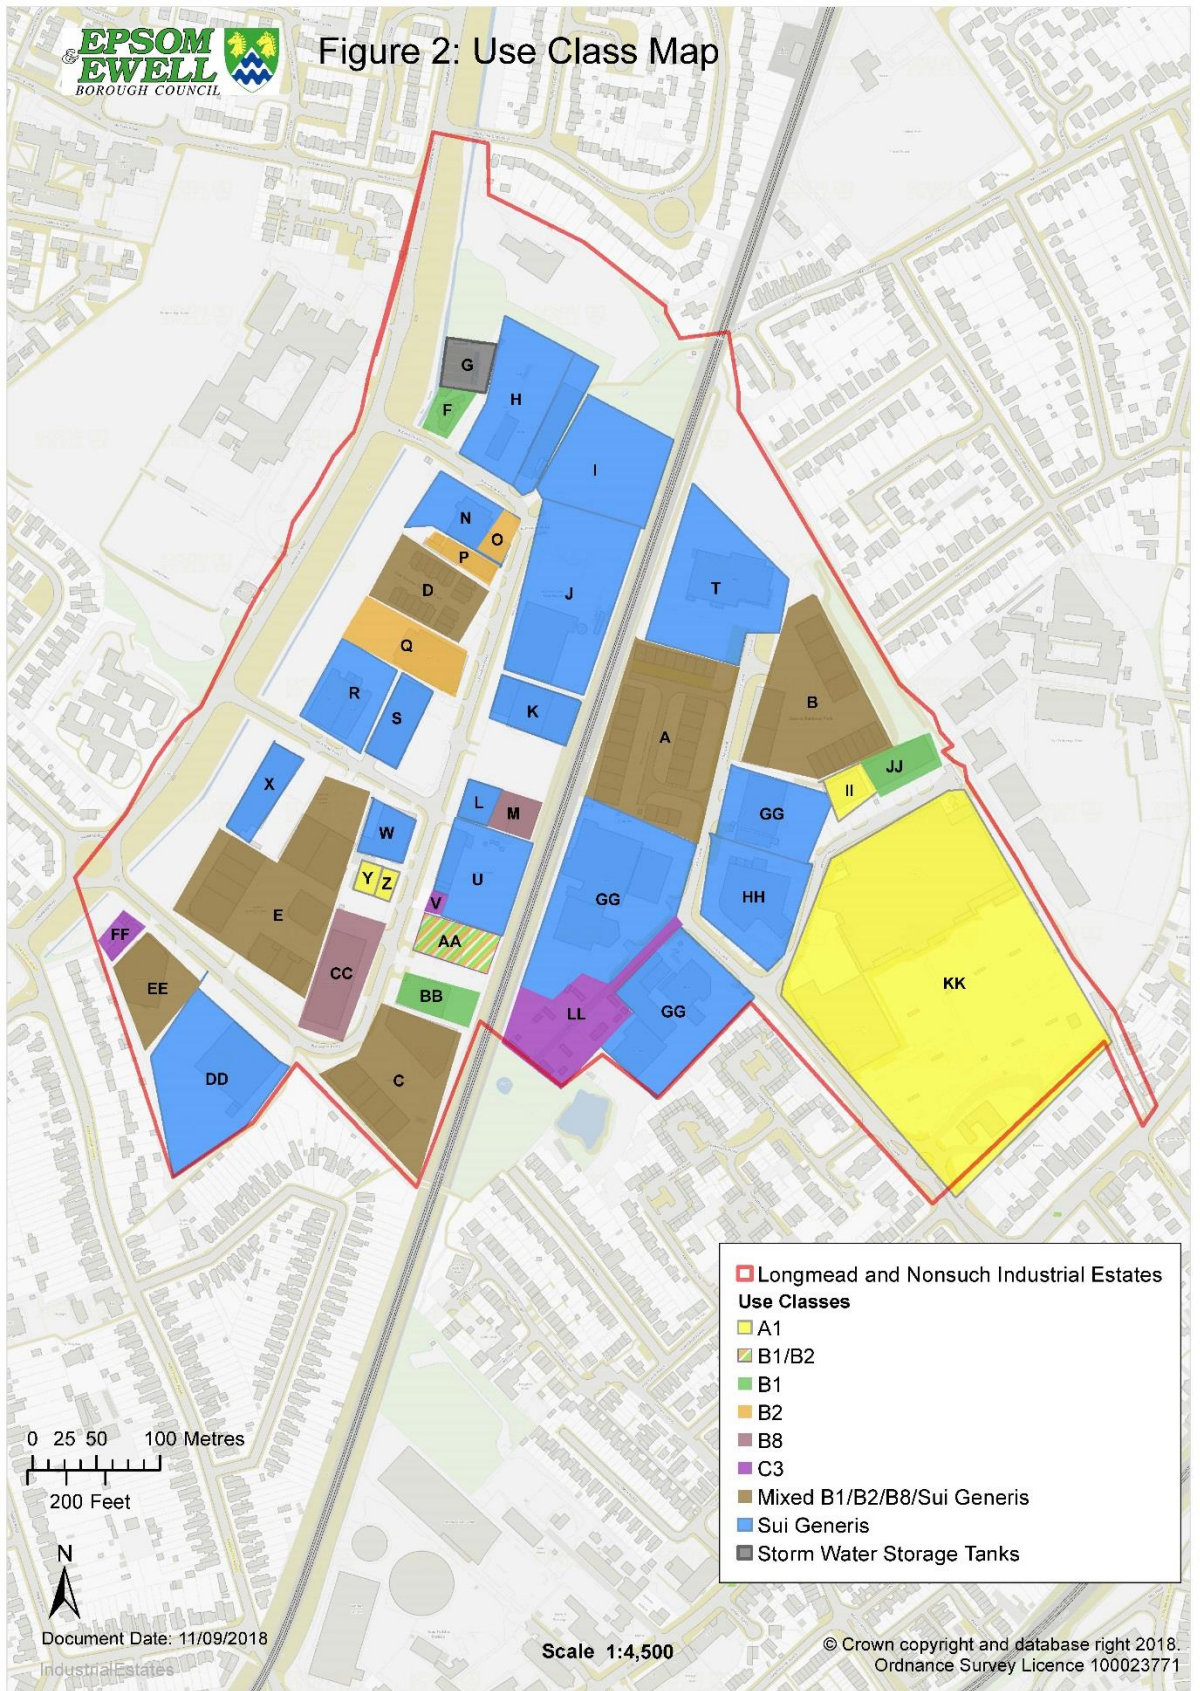 EPSOM
& EWELL
BOROUGH COUNCIL
Figure 2: Use Class Map
G
H
F
I
N
O
P
D
J
T
Q
R
S
K
B
A
X
L
M
W
JJ
II
GG
Y
Z
U
V
HH
E
GG
FF
AA
CC
EE
BB
LL
GG
KK
DD
C
Longmead and Nonsuch Industrial Estates
Use Classes
A1
B1/B2
B1
B2
B8
C3
Mixed B1/B2/B8/Sui Generis
Sui Generis
Storm Water Storage Tanks
0 25 50 100 Metres
200 Feet
N
Document Date: 11/09/2018
IndustrialEstates
Scale 1:4,500
© Crown copyright and database right 2018.
Ordnance Survey Licence 100023771